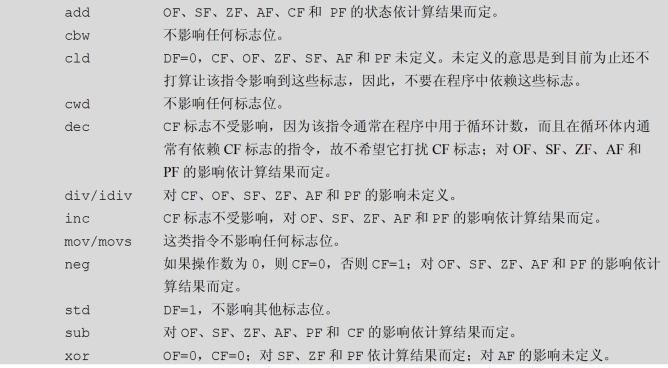 add OF、SF、ZF、AF、CF 和 PF 的状态依计算结果而定。
cbw 不影响任何标志位。
cld DF=0，CF、OF、ZF、SF、AF 和 PF 未定义。未定义的意思是到目前为止还不
打算让该指令影响到这些标志，因此，不要在程序中依赖这些标志。
cwd 不影响任何标志位。
dec CF 标志不受影响，因为该指令通常在程序中用于循环计数，而且在循环体内通
常有依赖 CF 标志的指令，故不希望它打扰 CF 标志；对 OF、SF、ZF、AF 和
PF 的影响依计算结果而定。
div/idiv 对 CF、OF、SF、ZF、AF 和 PF 的影响未定义。
inc CF 标志不受影响，对 OF、SF、ZF、AF 和 PF 的影响依计算结果而定。
mov/movs 这类指令不影响任何标志位。
neg 如果操作数为 0，则 CF=0，否则 CF=1；对 OF、SF、ZF、AF 和 PF 的影响依计
算结果而定。
std DF=1，不影响其他标志位。
sub 对 OF、SF、ZF、AF、PF 和 CF 的影响依计算结果而定。
xor OF=0，CF=0；对 SF、ZF 和 PF 依计算结果而定；对 AF 的影响未定义。